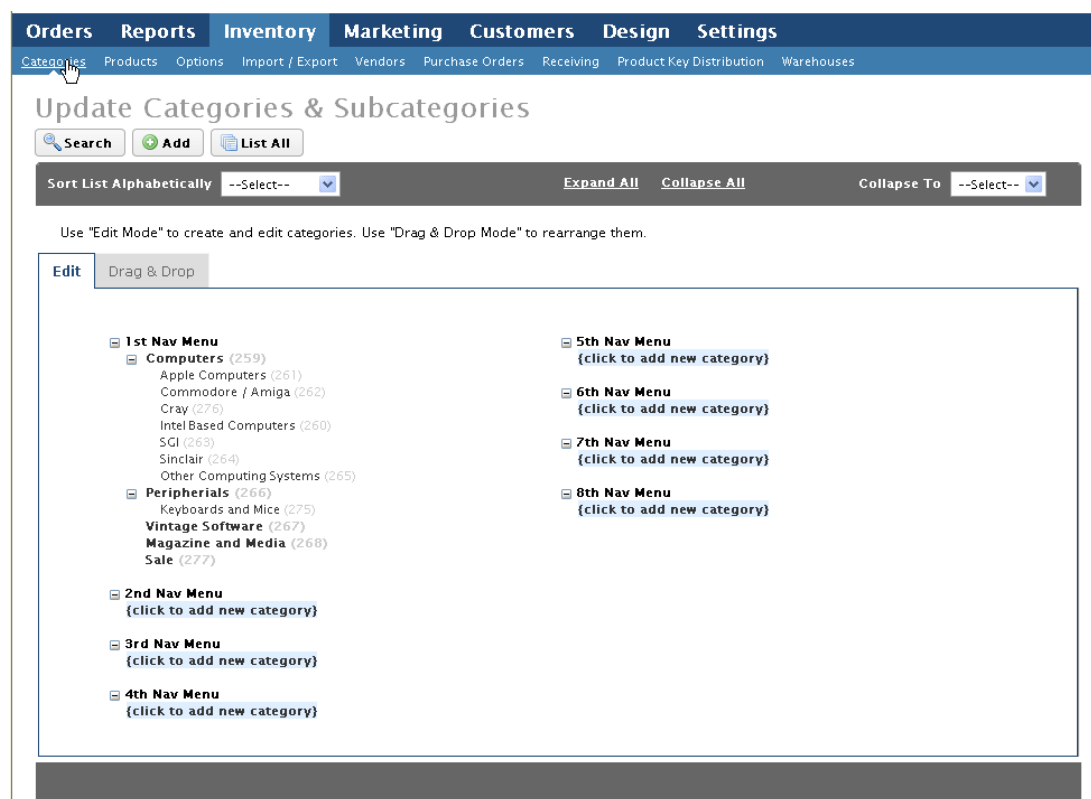 Orders Reports Inventory Marketing Customers Design Settings
Categories Products Options Import / Export Vendors Purchase Orders Receiving Product Key Distribution Warehouses
Update Categories & Subcategories
Search Add List All
Sort List Alphabetically --Select-- Expand All Collapse All Collapse To --Select--
Use "Edit Mode" to create and edit categories. Use "Drag & Drop Mode" to rearrange them.
Edit Drag & Drop
1st Nav Menu
Computers (259)
Apple Computers (261)
Commodore / Amiga (262)
Cray (276)
Intel Based Computers (260)
SGI (263)
Sinclair (264)
Other Computing Systems (265)
Peripherials (266)
Keyboards and Mice (275)
Vintage Software (267)
Magazine and Media (268)
Sale (277)
2nd Nav Menu
{click to add new category}
3rd Nav Menu
{click to add new category}
4th Nav Menu
{click to add new category}
5th Nav Menu
{click to add new category}
6th Nav Menu
{click to add new category}
7th Nav Menu
{click to add new category}
8th Nav Menu
{click to add new category}